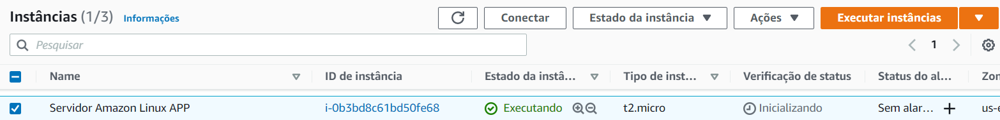 Instâncias (1/3) Informações Conectar Estado da instância Ações Executar instâncias
Pesquisar 1
Name ID de instância Estado da instâ... Tipo de inst... Verificação de status Status do al... Zon
Servidor Amazon Linux APP i-0b3bd8c61bd50fe68 Executando t2.micro Inicializando Sem alar... + us-e